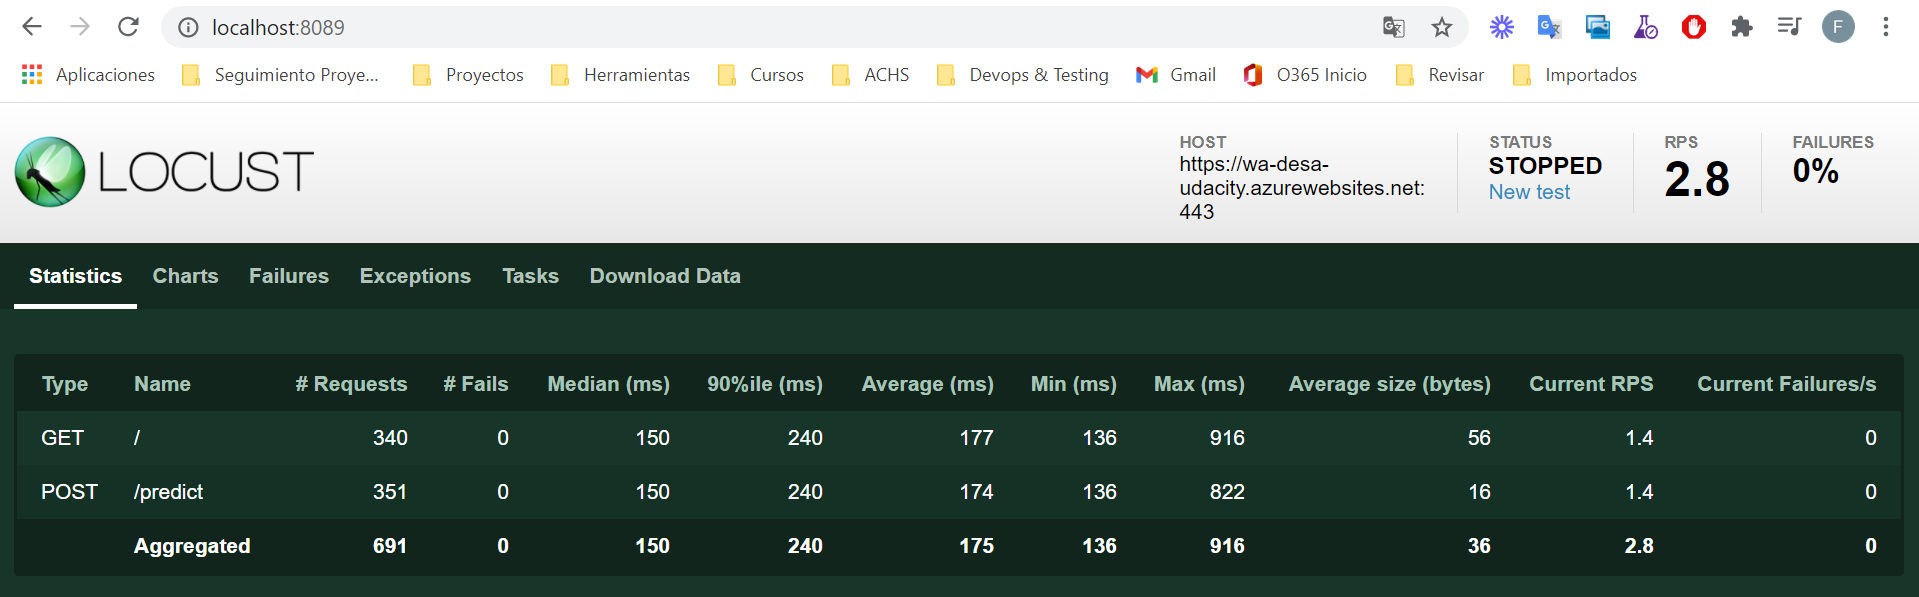 localhost:8089
Aplicaciones Seguimiento Proye... Proyectos Herramientas Cursos ACHS Devops & Testing Gmail O365 Inicio Revisar Importados
F
LOCUST
HOST
https://wa-desa-
udacity.azurewebsites.net:
443
STATUS
STOPPED
New test
RPS
2.8
FAILURES
0%
Statistics Charts Failures Exceptions Tasks Download Data
Type Name # Requests # Fails Median (ms) 90%ile (ms) Average (ms) Min (ms) Max (ms) Average size (bytes) Current RPS Current Failures/s
GET / 340 0 150 240 177 136 916 56 1.4 0
POST /predict 351 0 150 240 174 136 822 16 1.4 0
Aggregated 691 0 150 240 175 136 916 36 2.8 0